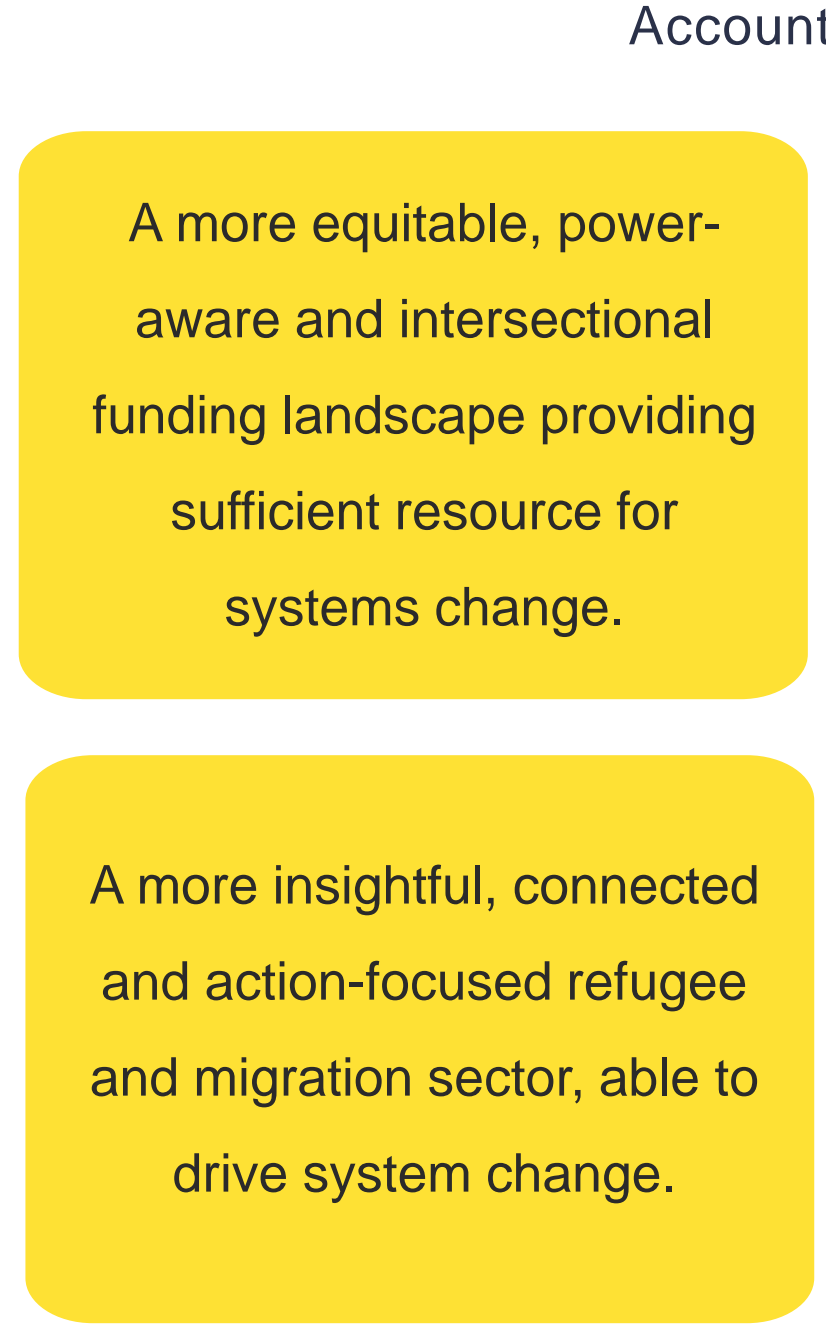 Account
A more equitable, power-
aware and intersectional
funding landscape providing
sufficient resource for
systems change.
A more insightful, connected
and action-focused refugee
and migration sector, able to
drive system change.